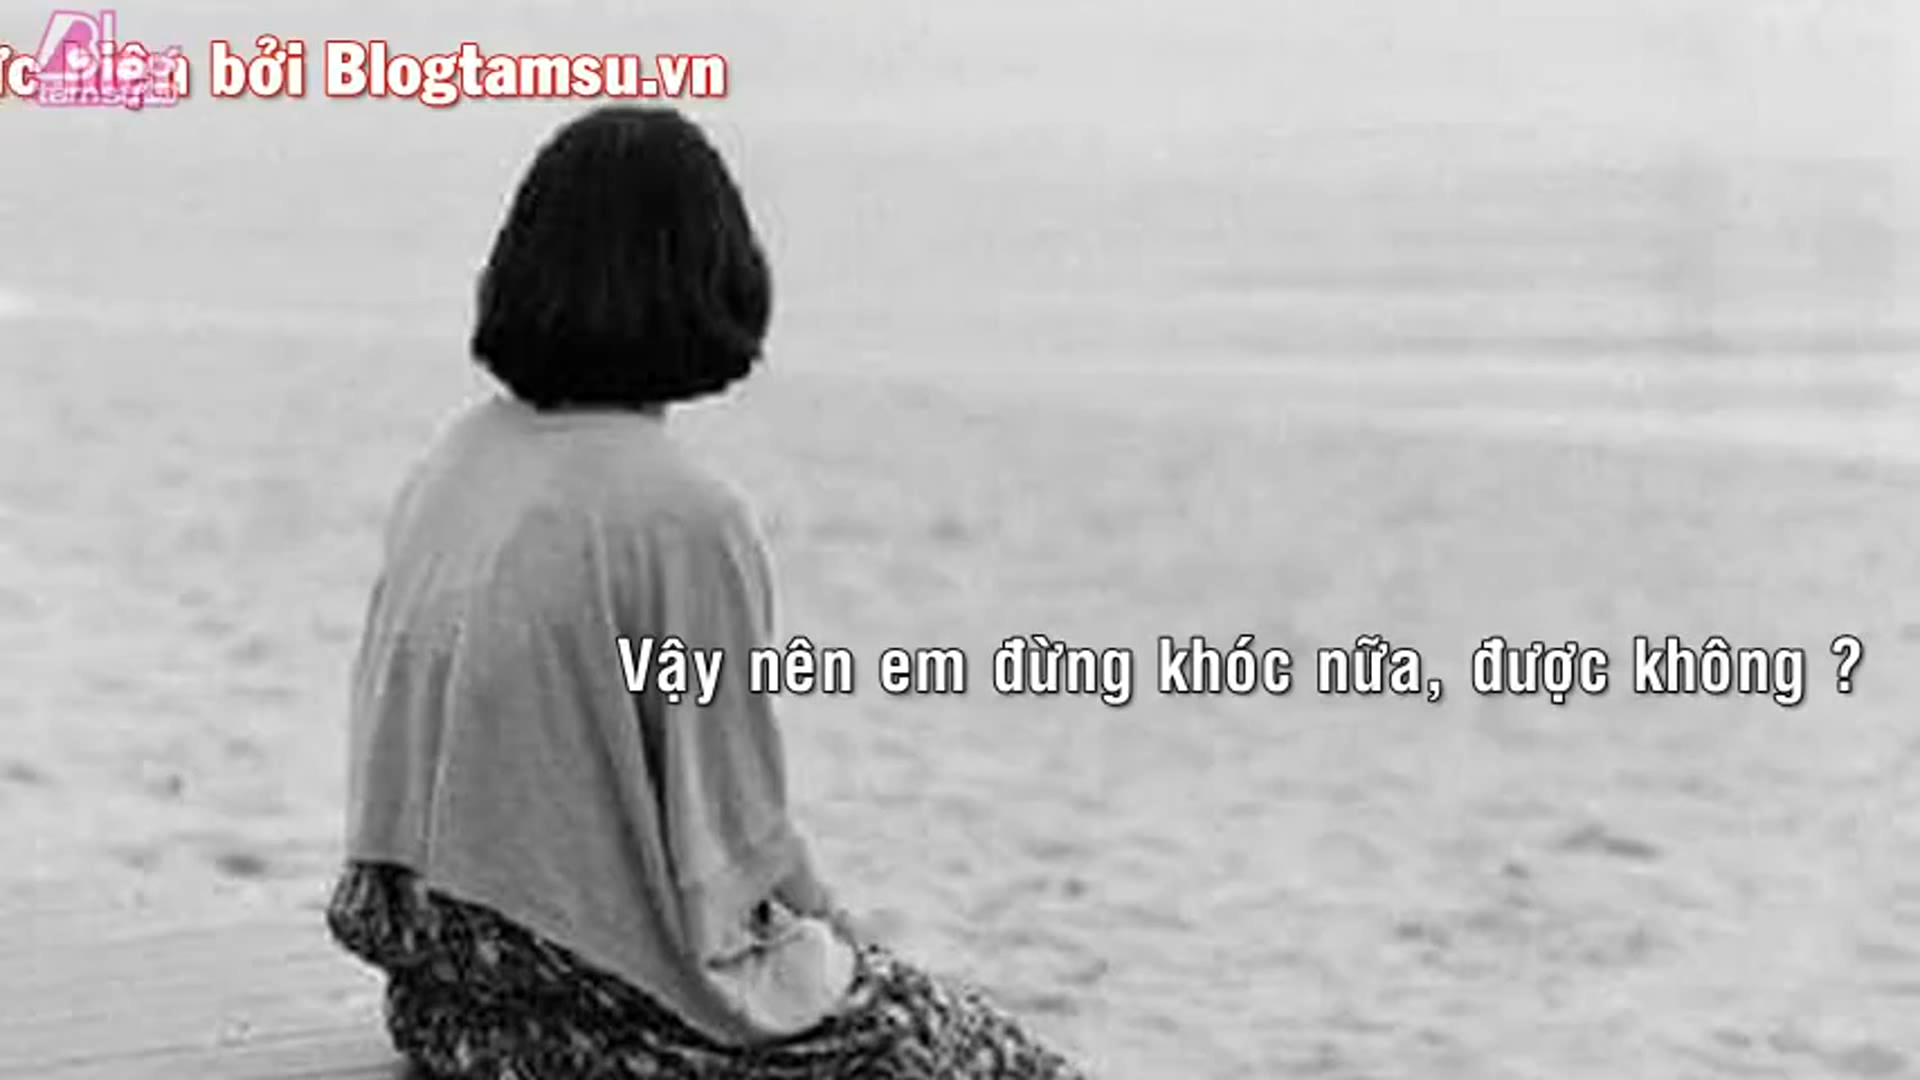 bởi Blogtamsu.vn
Vậy nên em đừng khóc nữa, được không ?